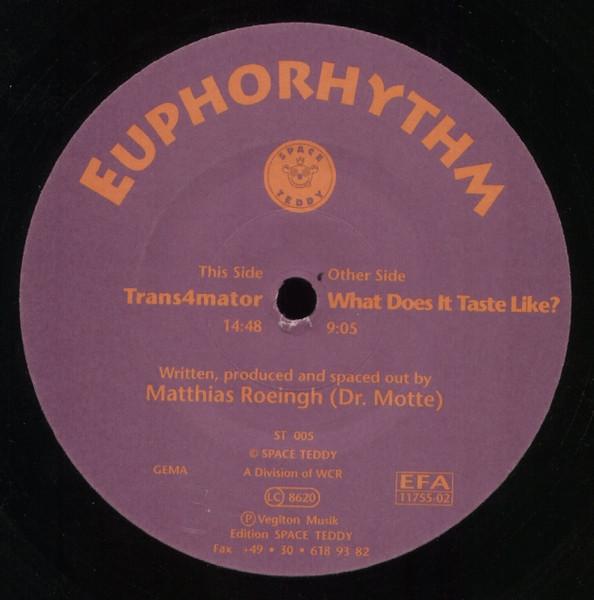 EUPHORHYTHM
SPACE
TEDDY
This Side
Trans4mator
14:48
Other Side
What Does It Taste Like?
9:05
Written, produced and spaced out by
Matthias Roeingh (Dr. Motte)
ST 005
© SPACE TEDDY
GEMA
A Division of WCR
LC 8620
EFA
11755-02
Ⓟ Vegiton Musik
Edition SPACE TEDDY
Fax +49 • 30 • 618 93 82